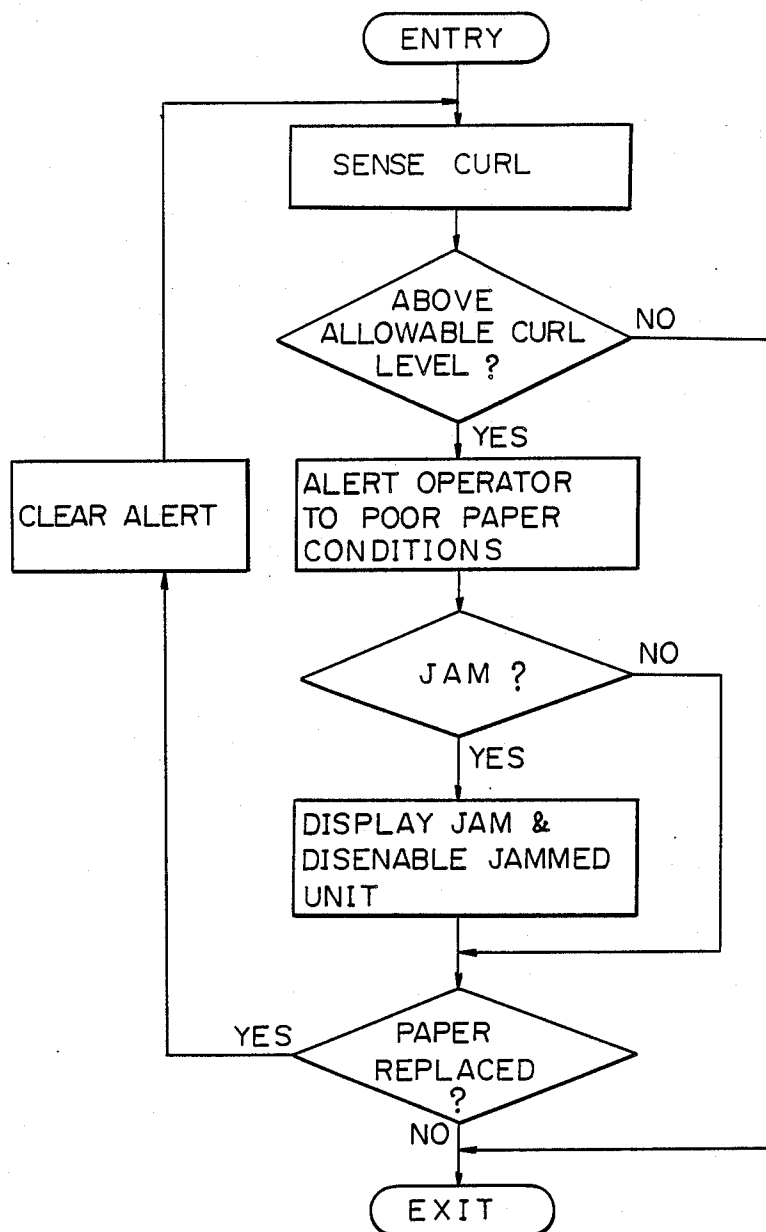 ENTRY
SENSE CURL
ABOVE
ALLOWABLE CURL
LEVEL ?
NO
YES
ALERT OPERATOR
TO POOR PAPER
CONDITIONS
CLEAR ALERT
JAM ?
NO
YES
DISPLAY JAM &
DISENABLE JAMMED
UNIT
PAPER
REPLACED
?
YES
NO
EXIT